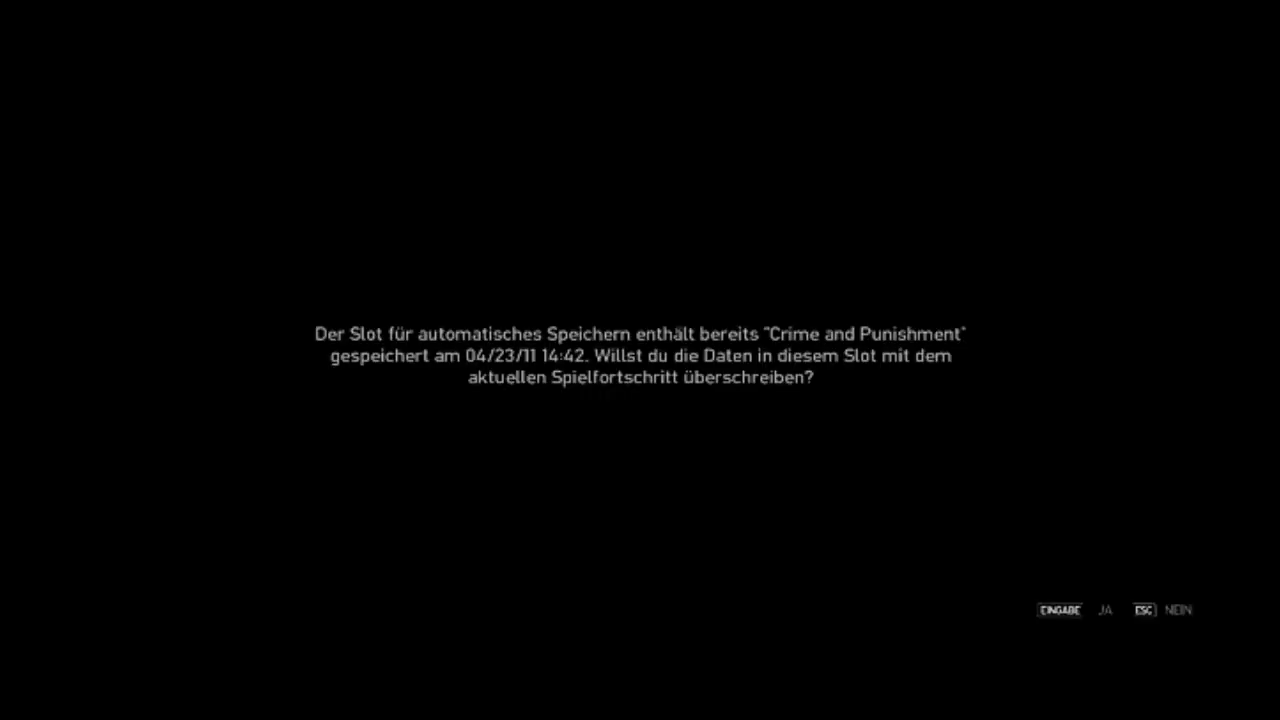 Der Slot für automatisches Speichern enthält bereits "Crime and Punishment"
gespeichert am 04/23/11 14:42. Willst du die Daten in diesem Slot mit dem
aktuellen Spielfortschritt überschreiben?
EINGABE JA ESC NEIN